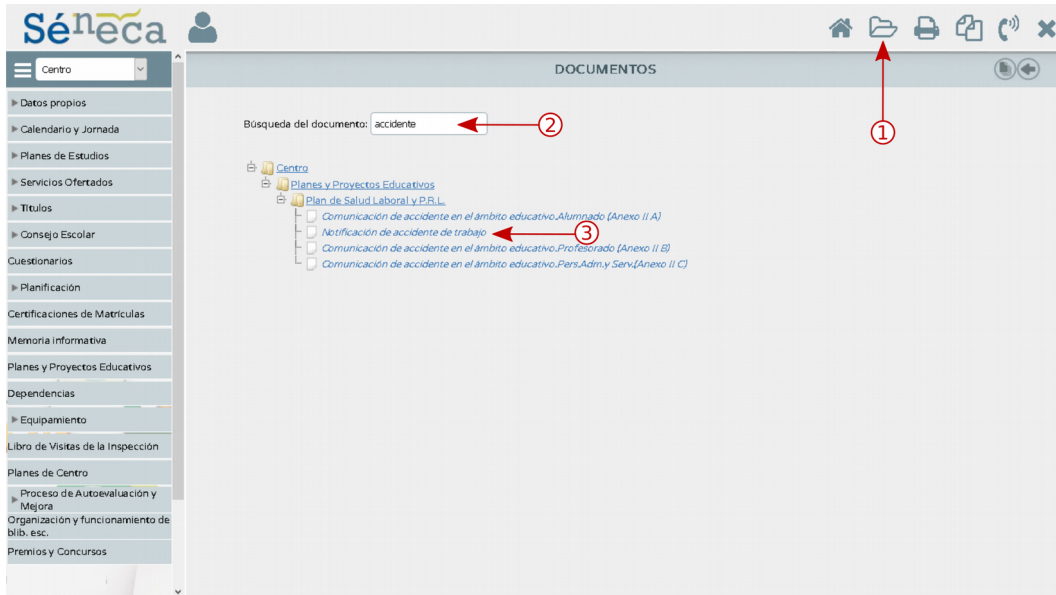 Séneca
Centro
DOCUMENTOS
Datos propios
Calendario y Jornada
Planes de Estudios
Servicios Ofertados
Títulos
Consejo Escolar
Cuestionarios
Planificación
Certificaciones de Matrículas
Memoria informativa
Planes y Proyectos Educativos
Dependencias
Equipamiento
Libro de Visitas de la Inspección
Planes de Centro
Proceso de Autoevaluación y
Mejora
Organización y funcionamiento de
blib. esc.
Premios y Concursos
1
Búsqueda del documento: accidente 2
Centro
Planes y Proyectos Educativos
Plan de Salud Laboral y P.R.L.
Comunicación de accidente en el ámbito educativo.Alumnado (Anexo II A)
Notificación de accidente de trabajo 3
Comunicación de accidente en el ámbito educativo.Profesorado (Anexo II B)
Comunicación de accidente en el ámbito educativo.Pers.Adm.y Serv.(Anexo II C)